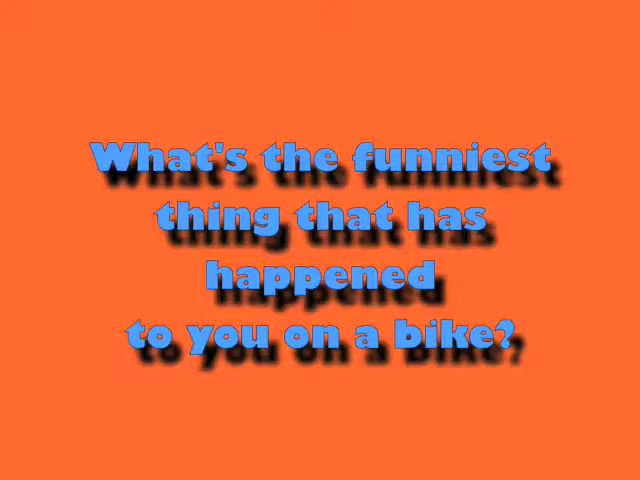 What's the funniest
thing that has
happened
to you on a bike?